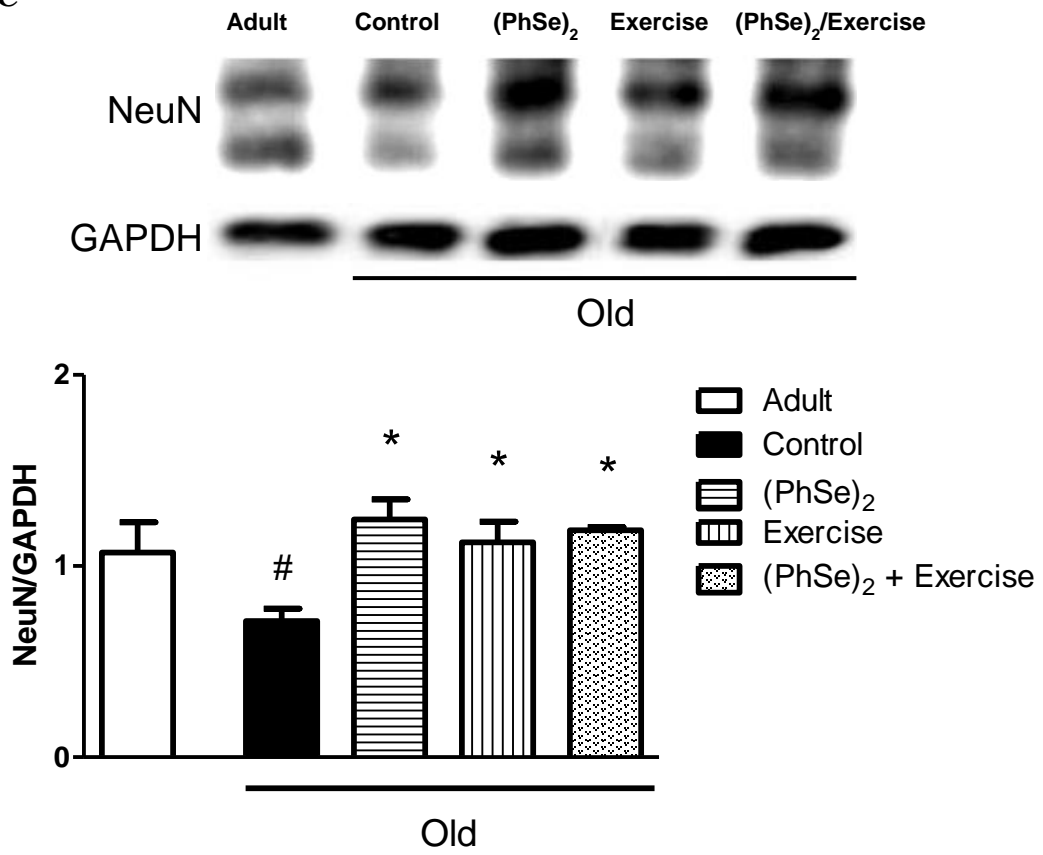 Adult Control (PhSe)₂ Exercise (PhSe)₂/Exercise
NeuN
GAPDH
Old
2
1
0
NeuN/GAPDH
#
*
*
*
Old
Adult
Control
(PhSe)₂
Exercise
(PhSe)₂ + Exercise